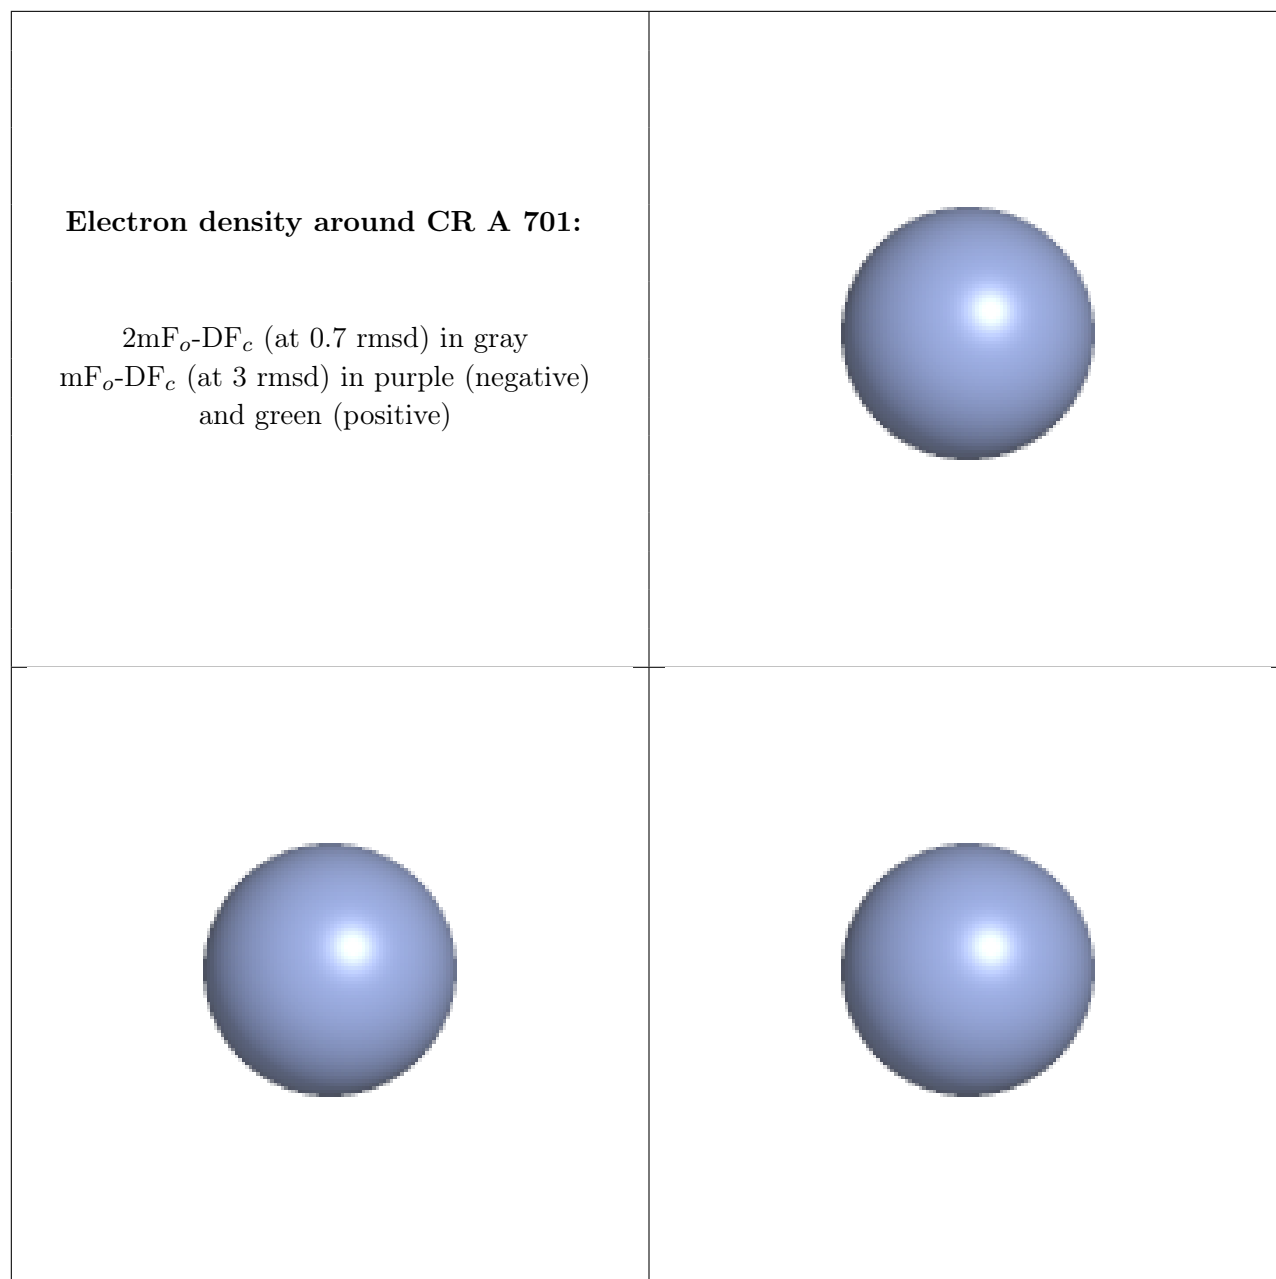 Electron density around CR A 701:
2mFo-DFc (at 0.7 rmsd) in gray
mFo-DFc (at 3 rmsd) in purple (negative)
and green (positive)